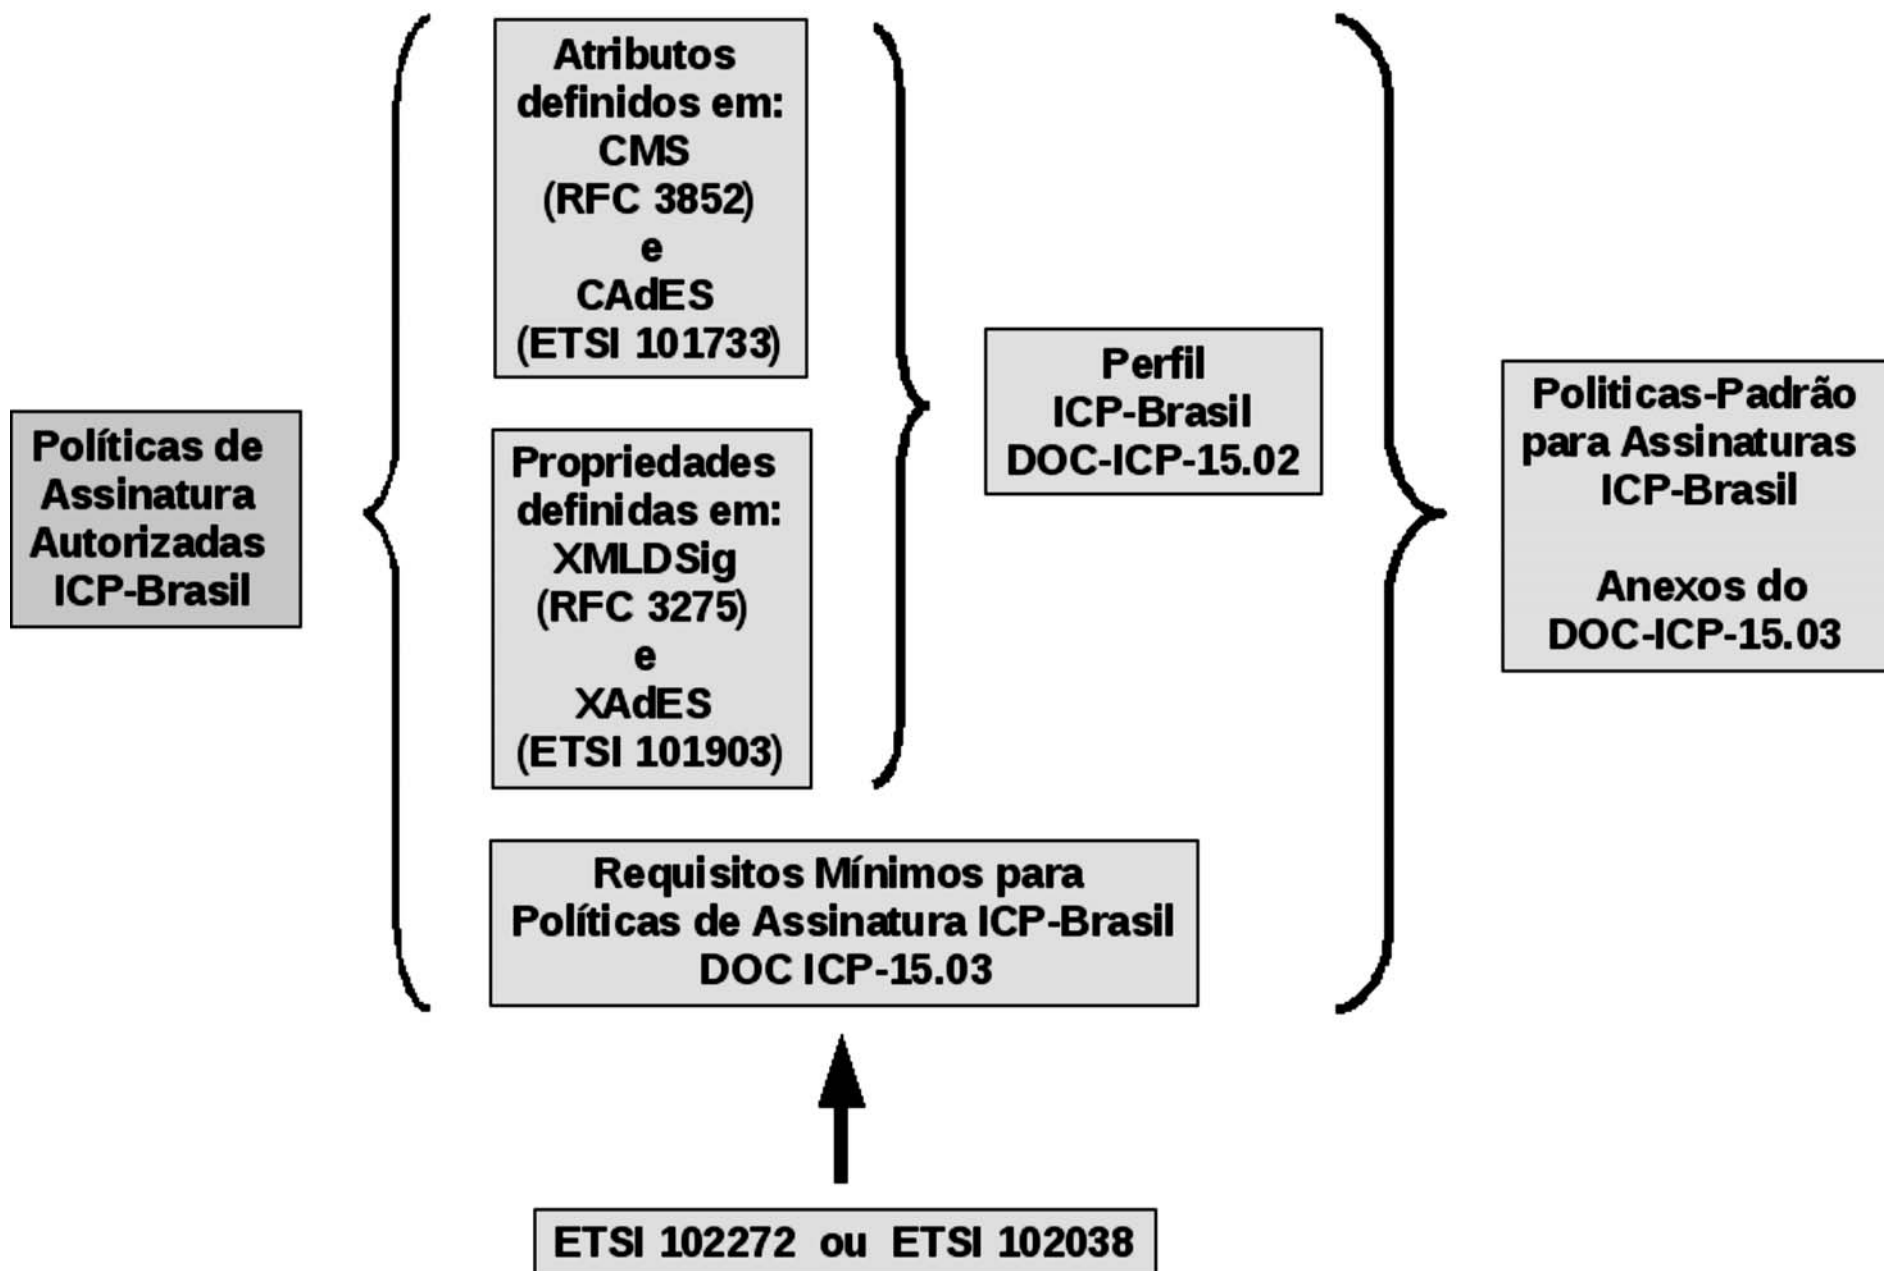 Políticas de
Assinatura
Autorizadas
ICP-Brasil
Atributos
definidos em:
CMS
(RFC 3852)
e
CAdES
(ETSI 101733)
Propriedades
definidas em:
XMLDSig
(RFC 3275)
e
XAdES
(ETSI 101903)
Requisitos Mínimos para
Políticas de Assinatura ICP-Brasil
DOC ICP-15.03
ETSI 102272 ou ETSI 102038
Perfil
ICP-Brasil
DOC-ICP-15.02
Politicas-Padrão
para Assinaturas
ICP-Brasil
Anexos do
DOC-ICP-15.03